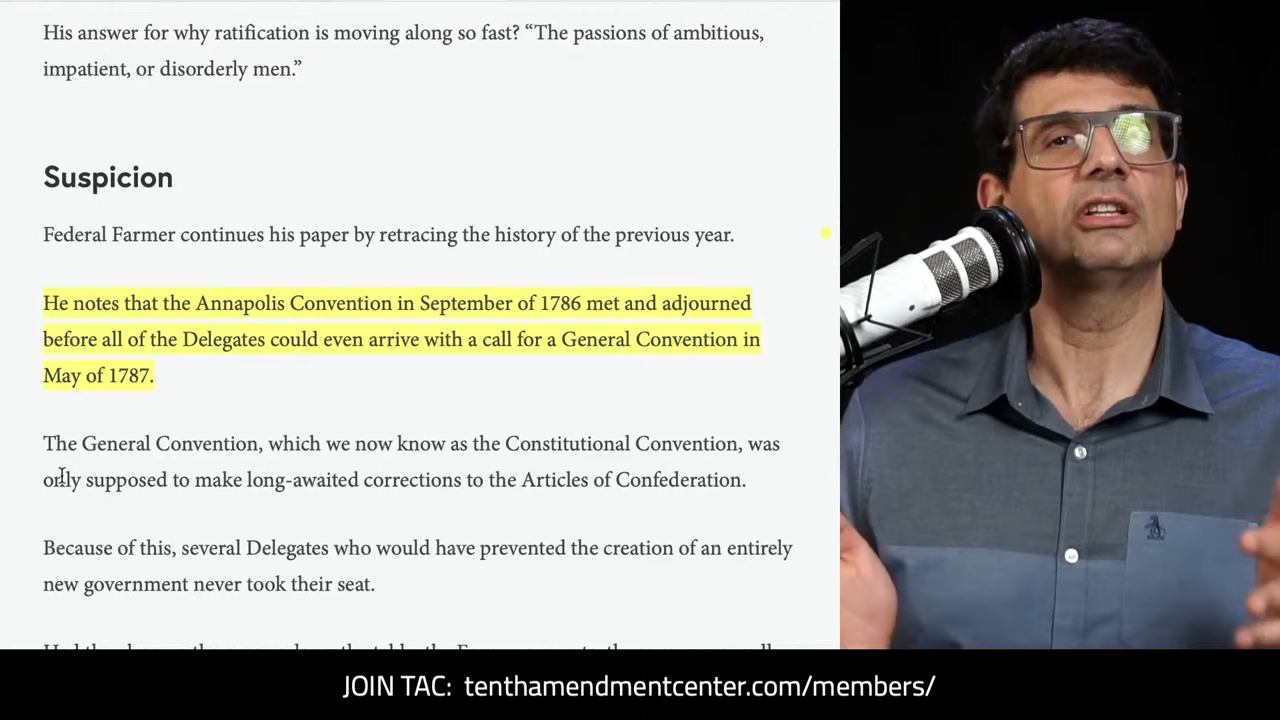 His answer for why ratification is moving along so fast? “The passions of ambitious,
impatient, or disorderly men.”
Suspicion
Federal Farmer continues his paper by retracing the history of the previous year.
He notes that the Annapolis Convention in September of 1786 met and adjourned
before all of the Delegates could even arrive with a call for a General Convention in
May of 1787.
The General Convention, which we now know as the Constitutional Convention, was
only supposed to make long-awaited corrections to the Articles of Confederation.
Because of this, several Delegates who would have prevented the creation of an entirely
new government never took their seat.
JOIN TAC: tenthamendmentcenter.com/members/